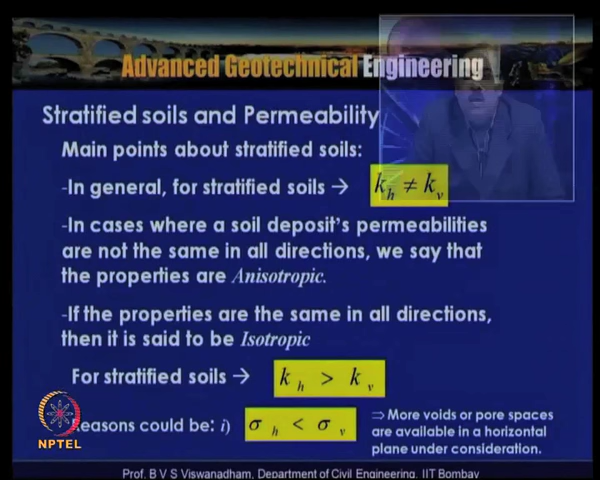 Advanced Geotechnical Engineering
Stratified soils and Permeability
Main points about stratified soils:
-In general, for stratified soils → k_h ≠ k_v
-In cases where a soil deposit's permeabilities
are not the same in all directions, we say that
the properties are Anisotropic.
-If the properties are the same in all directions,
then it is said to be Isotropic
For stratified soils → k_h > k_v
Reasons could be: i) σ_h < σ_v
⇒ More voids or pore spaces
are available in a horizontal
plane under consideration.
NPTEL
Prof. B V S Viswanadham, Department of Civil Engineering, IIT Bombay